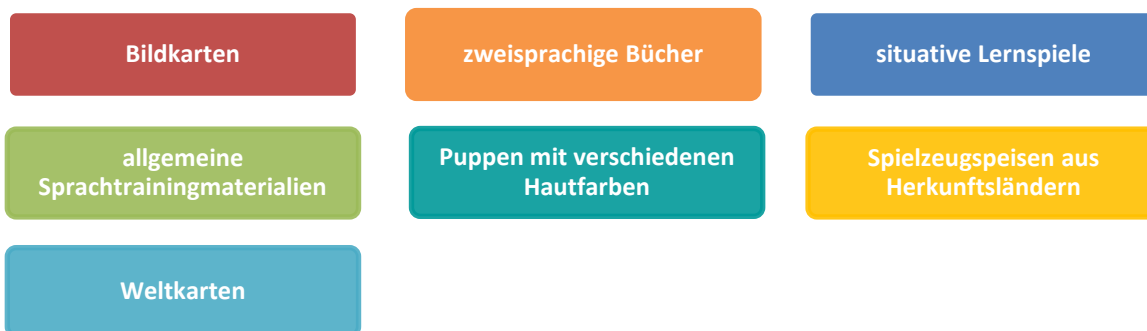 Bildkarten
zweisprachige Bücher
situative Lernspiele
allgemeine
Sprachtrainingmaterialien
Puppen mit verschiedenen
Hautfarben
Spielzeugspeisen aus
Herkunftsländern
Weltkarten